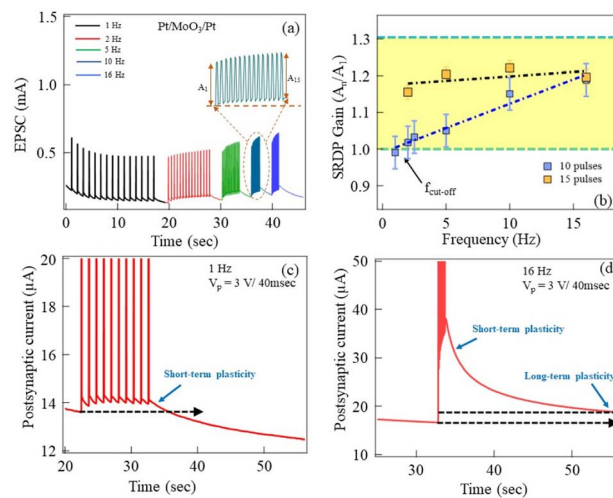 1.5
1.0
0.5
EPSC (mA)
1 Hz
2 Hz
5 Hz
10 Hz
16 Hz
Pt/MoO3/Pt
(a)
A1
A15
0 10 20 30 40
Time (sec)
1.3
1.2
1.1
1.0
0.9
SRDP Gain (An/A1)
fcut-off
10 pulses
15 pulses
(b)
0 5 10 15
Frequency (Hz)
20
18
16
14
12
Postsynaptic current (μA)
(c)
1 Hz
Vp = 3 V/ 40msec
Short-term plasticity
20 30 40 50
Time (sec)
50
40
30
20
10
Postsynaptic current (μA)
(d)
16 Hz
Vp = 3 V/ 40msec
Short-term plasticity
Long-term plasticity
30 40 50
Time (sec)